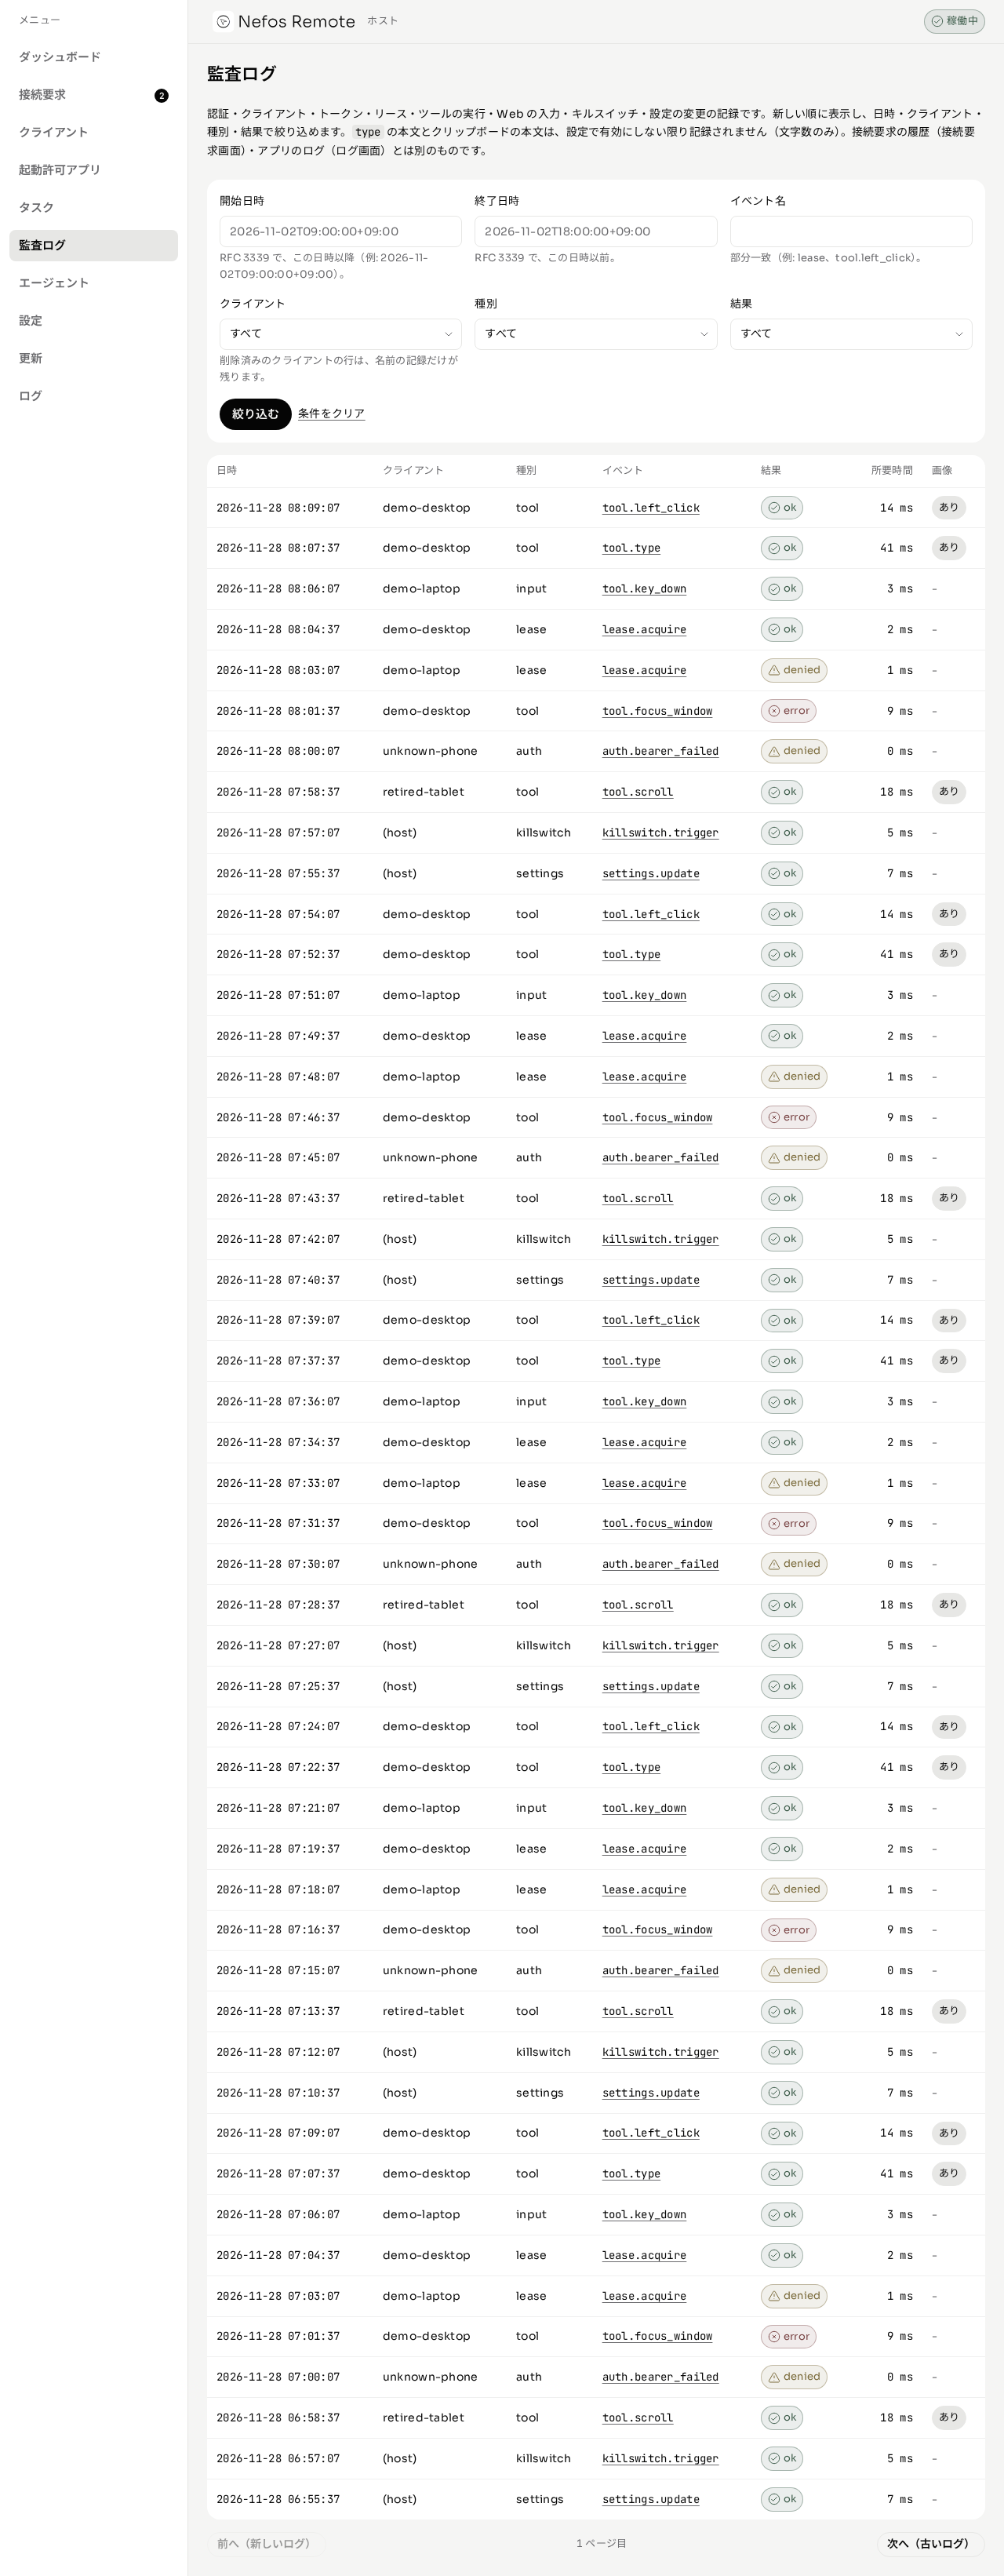 メニュー
ダッシュボード
接続要求 2
クライアント
起動許可アプリ
タスク
監査ログ
エージェント
設定
更新
ログ
Nefos Remote ホスト 稼働中
監査ログ
認証・クライアント・トークン・リース・ツールの実行・Web の入力・キルスイッチ・設定の変更の記録です。新しい順に表示し、日時・クライアント・
種別・結果で絞り込めます。 type の本文とクリップボードの本文は、設定で有効にしない限り記録されません（文字数のみ）。接続要求の履歴（接続要
求画面）・アプリのログ（ログ画面）とは別のものです。
開始日時 終了日時 イベント名
2026-11-02T09:00:00+09:00 2026-11-02T18:00:00+09:00
RFC 3339 で、この日時以降（例: 2026-11- RFC 3339 で、この日時以前。 部分一致（例: lease、tool.left_click）。
02T09:00:00+09:00）。
クライアント 種別 結果
すべて すべて すべて
削除済みのクライアントの行は、名前の記録だけが
残ります。
絞り込む 条件をクリア
日時 クライアント 種別 イベント 結果 所要時間 画像
2026-11-28 08:09:07 demo-desktop tool tool.left_click ok 14 ms あり
2026-11-28 08:07:37 demo-desktop tool tool.type ok 41 ms あり
2026-11-28 08:06:07 demo-laptop input tool.key_down ok 3 ms -
2026-11-28 08:04:37 demo-desktop lease lease.acquire ok 2 ms -
2026-11-28 08:03:07 demo-laptop lease lease.acquire denied 1 ms -
2026-11-28 08:01:37 demo-desktop tool tool.focus_window error 9 ms -
2026-11-28 08:00:07 unknown-phone auth auth.bearer_failed denied 0 ms -
2026-11-28 07:58:37 retired-tablet tool tool.scroll ok 18 ms あり
2026-11-28 07:57:07 (host) killswitch killswitch.trigger ok 5 ms -
2026-11-28 07:55:37 (host) settings settings.update ok 7 ms -
2026-11-28 07:54:07 demo-desktop tool tool.left_click ok 14 ms あり
2026-11-28 07:52:37 demo-desktop tool tool.type ok 41 ms あり
2026-11-28 07:51:07 demo-laptop input tool.key_down ok 3 ms -
2026-11-28 07:49:37 demo-desktop lease lease.acquire ok 2 ms -
2026-11-28 07:48:07 demo-laptop lease lease.acquire denied 1 ms -
2026-11-28 07:46:37 demo-desktop tool tool.focus_window error 9 ms -
2026-11-28 07:45:07 unknown-phone auth auth.bearer_failed denied 0 ms -
2026-11-28 07:43:37 retired-tablet tool tool.scroll ok 18 ms あり
2026-11-28 07:42:07 (host) killswitch killswitch.trigger ok 5 ms -
2026-11-28 07:40:37 (host) settings settings.update ok 7 ms -
2026-11-28 07:39:07 demo-desktop tool tool.left_click ok 14 ms あり
2026-11-28 07:37:37 demo-desktop tool tool.type ok 41 ms あり
2026-11-28 07:36:07 demo-laptop input tool.key_down ok 3 ms -
2026-11-28 07:34:37 demo-desktop lease lease.acquire ok 2 ms -
2026-11-28 07:33:07 demo-laptop lease lease.acquire denied 1 ms -
2026-11-28 07:31:37 demo-desktop tool tool.focus_window error 9 ms -
2026-11-28 07:30:07 unknown-phone auth auth.bearer_failed denied 0 ms -
2026-11-28 07:28:37 retired-tablet tool tool.scroll ok 18 ms あり
2026-11-28 07:27:07 (host) killswitch killswitch.trigger ok 5 ms -
2026-11-28 07:25:37 (host) settings settings.update ok 7 ms -
2026-11-28 07:24:07 demo-desktop tool tool.left_click ok 14 ms あり
2026-11-28 07:22:37 demo-desktop tool tool.type ok 41 ms あり
2026-11-28 07:21:07 demo-laptop input tool.key_down ok 3 ms -
2026-11-28 07:19:37 demo-desktop lease lease.acquire ok 2 ms -
2026-11-28 07:18:07 demo-laptop lease lease.acquire denied 1 ms -
2026-11-28 07:16:37 demo-desktop tool tool.focus_window error 9 ms -
2026-11-28 07:15:07 unknown-phone auth auth.bearer_failed denied 0 ms -
2026-11-28 07:13:37 retired-tablet tool tool.scroll ok 18 ms あり
2026-11-28 07:12:07 (host) killswitch killswitch.trigger ok 5 ms -
2026-11-28 07:10:37 (host) settings settings.update ok 7 ms -
2026-11-28 07:09:07 demo-desktop tool tool.left_click ok 14 ms あり
2026-11-28 07:07:37 demo-desktop tool tool.type ok 41 ms あり
2026-11-28 07:06:07 demo-laptop input tool.key_down ok 3 ms -
2026-11-28 07:04:37 demo-desktop lease lease.acquire ok 2 ms -
2026-11-28 07:03:07 demo-laptop lease lease.acquire denied 1 ms -
2026-11-28 07:01:37 demo-desktop tool tool.focus_window error 9 ms -
2026-11-28 07:00:07 unknown-phone auth auth.bearer_failed denied 0 ms -
2026-11-28 06:58:37 retired-tablet tool tool.scroll ok 18 ms あり
2026-11-28 06:57:07 (host) killswitch killswitch.trigger ok 5 ms -
2026-11-28 06:55:37 (host) settings settings.update ok 7 ms -
前へ（新しいログ） 1 ページ目 次へ（古いログ）